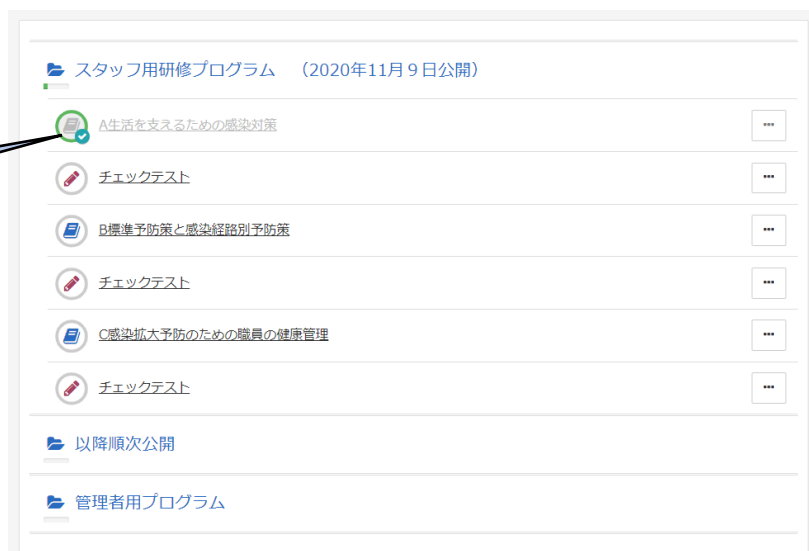 スタッフ用研修プログラム　（2020年11月９日公開）
A生活を支えるための感染対策
チェックテスト
B標準予防策と感染経路別予防策
チェックテスト
C感染拡大予防のための職員の健康管理
チェックテスト
以降順次公開
管理者用プログラム